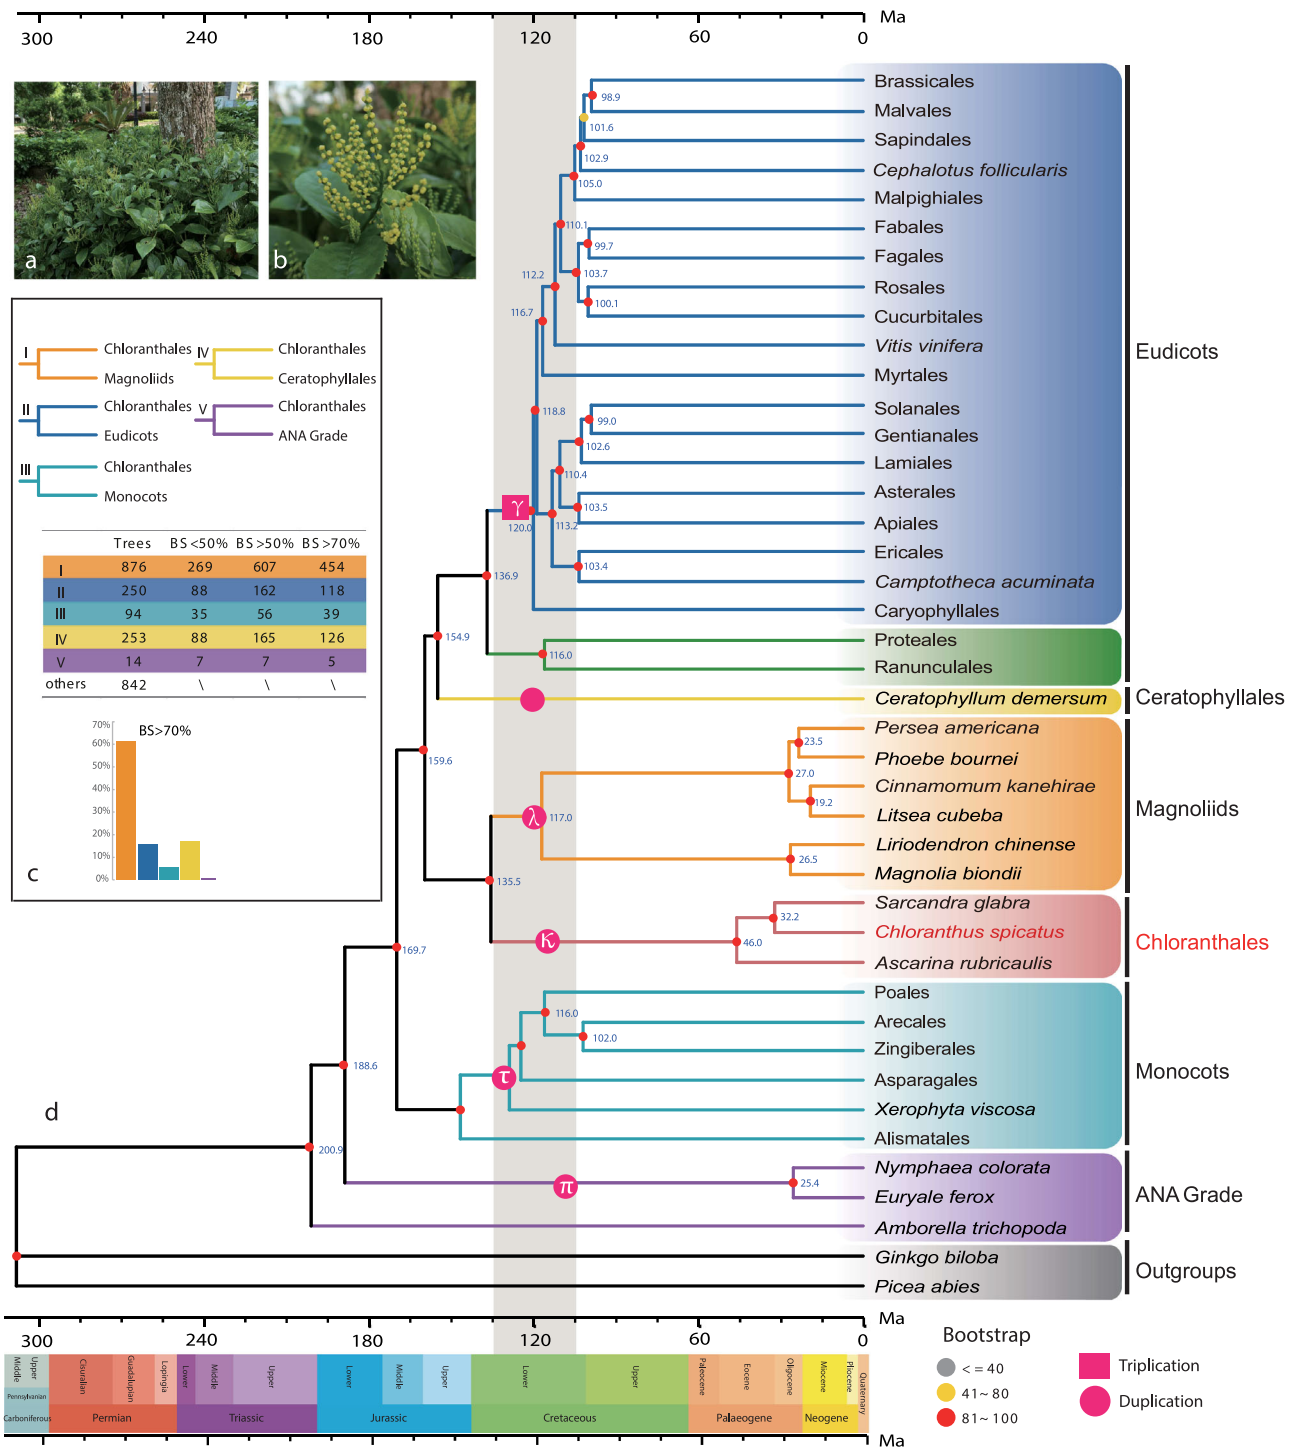 Ma
300 240 180 120 60 0
a
b
I Chloranthales
Magnoliids
IV Chloranthales
Ceratophyllales
II Chloranthales
Eudicots
V Chloranthales
ANA Grade
III Chloranthales
Monocots
Trees BS <50% BS >50% BS >70%
I 876 269 607 454
II 250 88 162 118
III 94 35 56 39
IV 253 88 165 126
V 14 7 7 5
others 842 \ \ \
BS>70%
70%
60%
50%
40%
30%
20%
10%
0%
c
d
Brassicales
Malvales
Sapindales
Cephalotus follicularis
Malpighiales
Fabales
Fagales
Rosales
Cucurbitales
Vitis vinifera
Myrtales
Solanales
Gentianales
Lamiales
Asterales
Apiales
Ericales
Camptotheca acuminata
Caryophyllales
Proteales
Ranunculales
Ceratophyllum demersum
Persea americana
Phoebe bournei
Cinnamomum kanehirae
Litsea cubeba
Liriodendron chinense
Magnolia biondii
Sarcandra glabra
Chloranthus spicatus
Ascarina rubricaulis
Poales
Arecales
Zingiberales
Asparagales
Xerophyta viscosa
Alismatales
Nymphaea colorata
Euryale ferox
Amborella trichopoda
Ginkgo biloba
Picea abies
Eudicots
Ceratophyllales
Magnoliids
Chloranthales
Monocots
ANA Grade
Outgroups
98.9
101.6
102.9
105.0
110.1
99.7
103.7
112.2
100.1
116.7
118.8
99.0
102.6
110.4
103.5
120.0
113.2
103.4
136.9
154.9
116.0
23.5
159.6
27.0
19.2
117.0
26.5
135.5
32.2
46.0
169.7
116.0
102.0
188.6
200.9
25.4
γ
λ
κ
τ
π
Ma
300 240 180 120 60 0
Middle
Upper
Pennsylvanian
Carboniferous
Cisuralian
Guadalupian
Lopingia
Permian
Lower
Middle
Upper
Triassic
Lower
Middle
Upper
Jurassic
Lower
Upper
Cretaceous
Paleocene
Eocene
Oligocene
Palaeogene
Miocene
Pliocene
Neogene
Quaternary
Ma
Bootstrap
<= 40
41~ 80
81~ 100
Triplication
Duplication